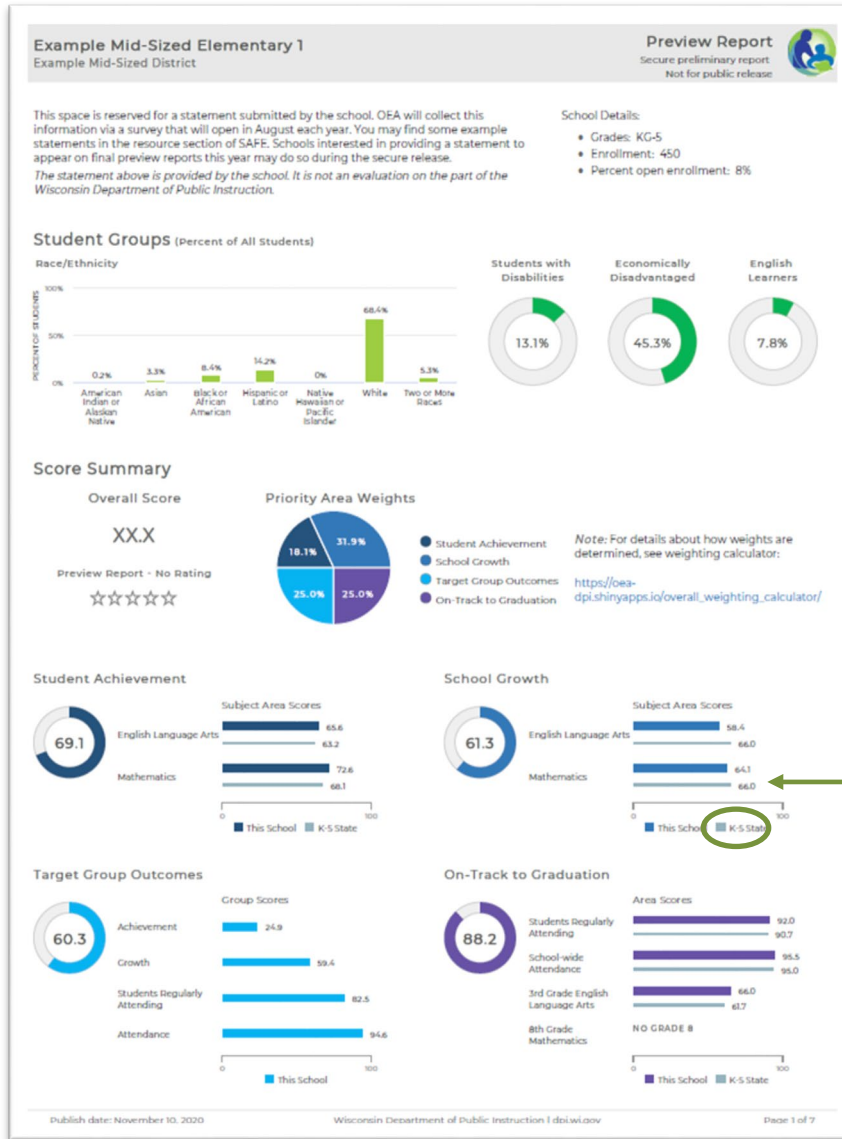 Example Mid-Sized Elementary 1
Example Mid-Sized District
Preview Report
Secure preliminary report
Not for public release
This space is reserved for a statement submitted by the school. OEA will collect this
information via a survey that will open in August each year. You may find some example
statements in the resource section of SAFE. Schools interested in providing a statement to
appear on final preview reports this year may do so during the secure release.
The statement above is provided by the school. It is not an evaluation on the part of the
Wisconsin Department of Public Instruction.
School Details:
• Grades: KG-5
• Enrollment: 450
• Percent open enrollment: 8%
Student Groups (Percent of All Students)
Race/Ethnicity
PERCENT OF STUDENTS
100%
50%
0%
0.2%
3.3%
8.4%
14.2%
0%
68.4%
5.3%
American Indian or Alaskan Native
Asian
Black or African American
Hispanic or Latino
Native Hawaiian or Pacific Islander
White
Two or More Races
Students with Disabilities
13.1%
Economically Disadvantaged
45.3%
English Learners
7.8%
Score Summary
Overall Score
XX.X
Preview Report - No Rating
Priority Area Weights
18.1%
31.9%
25.0%
25.0%
Student Achievement
School Growth
Target Group Outcomes
On-Track to Graduation
Note: For details about how weights are
determined, see weighting calculator:
https://oea-
dpi.shinyapps.io/overall_weighting_calculator/
Student Achievement
69.1
Subject Area Scores
English Language Arts
65.6
63.2
Mathematics
72.6
68.1
0
100
This School
K-5 State
School Growth
61.3
Subject Area Scores
English Language Arts
58.4
66.0
Mathematics
64.1
66.0
0
100
This School
K-5 State
Target Group Outcomes
60.3
Group Scores
Achievement
24.9
Growth
59.4
Students Regularly
Attending
82.5
Attendance
94.6
0
100
This School
On-Track to Graduation
88.2
Area Scores
Students Regularly
Attending
92.0
90.7
School-wide
Attendance
95.5
95.0
3rd Grade English
Language Arts
66.0
61.7
8th Grade
Mathematics
NO GRADE 8
0
100
This School
K-5 State
Publish date: November 10, 2020
Wisconsin Department of Public Instruction | dpi.wi.gov
Page 1 of 7